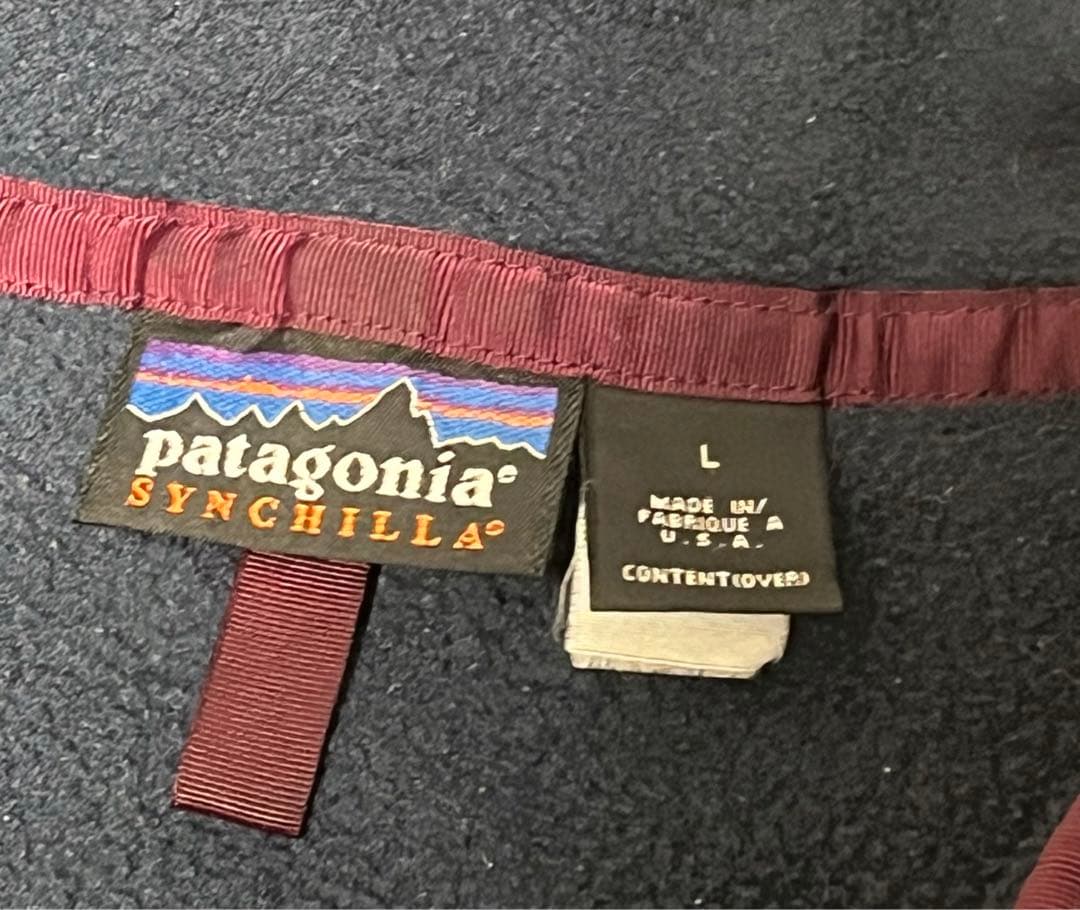 patagonia®
SYNCHILLA®
L
MADE IN/
FABRIQUE A
U.S.A.
CONTENT(OVER)